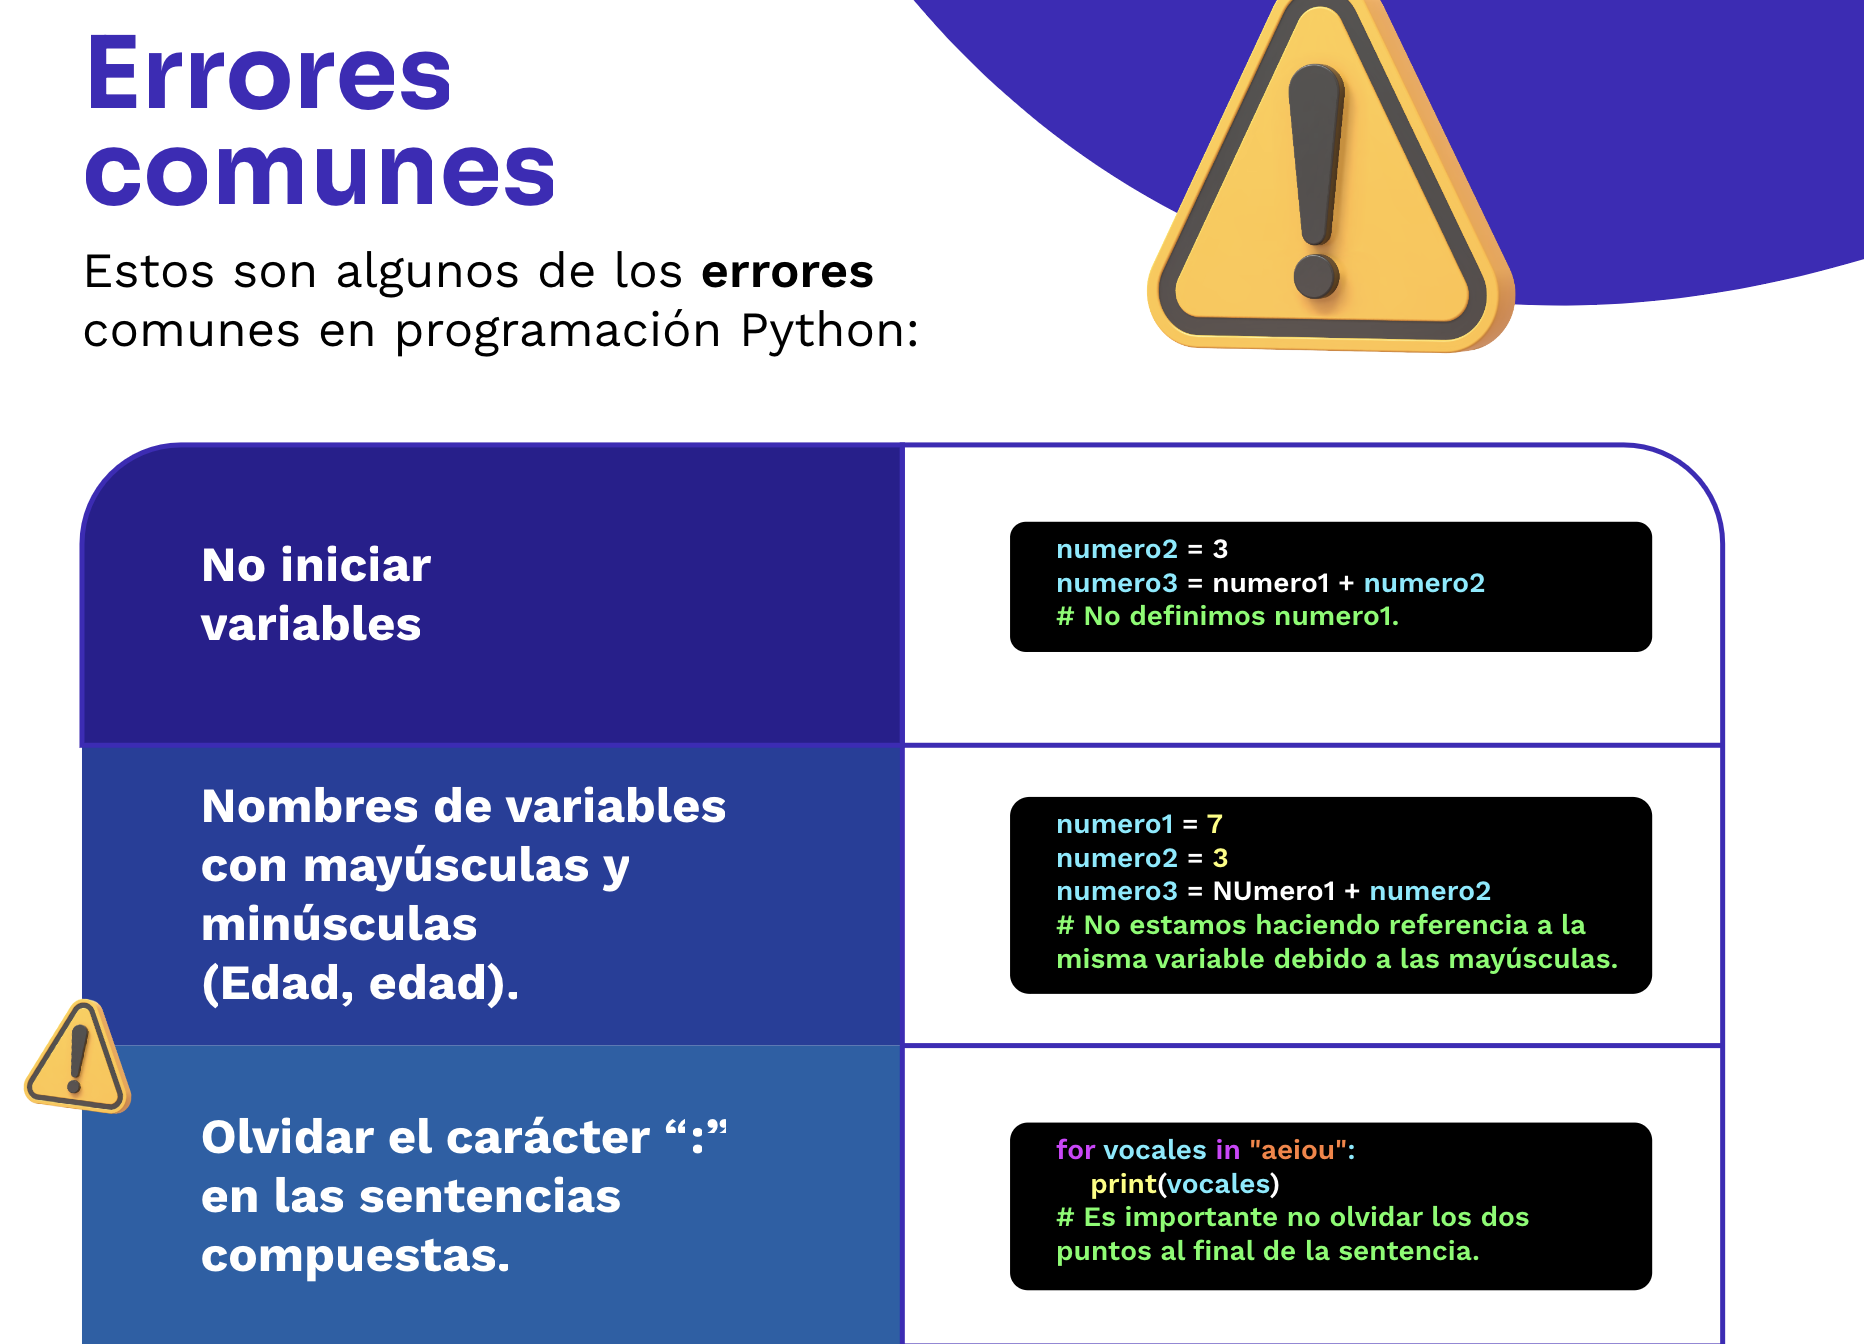 Errores
comunes
Estos son algunos de los errores
comunes en programación Python:
No iniciar
variables
numero2 = 3
numero3 = numero1 + numero2
# No definimos numero1.
Nombres de variables
con mayúsculas y
minúsculas
(Edad, edad).
numero1 = 7
numero2 = 3
numero3 = NUmero1 + numero2
# No estamos haciendo referencia a la
misma variable debido a las mayúsculas.
Olvidar el carácter “:”
en las sentencias
compuestas.
for vocales in "aeiou":
    print(vocales)
# Es importante no olvidar los dos
puntos al final de la sentencia.